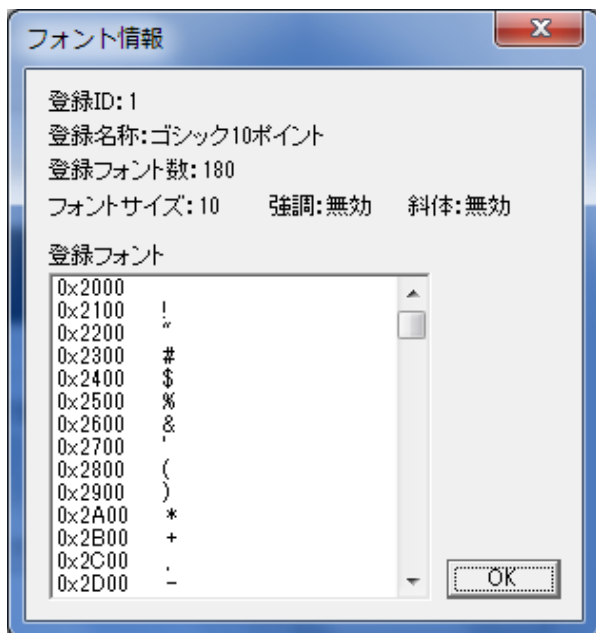 フォント情報
登録ID:1
登録名称:ゴシック10ポイント
登録フォント数:180
フォントサイズ:10 強調:無効 斜体:無効
登録フォント
0x2000
0x2100 !
0x2200 "
0x2300 #
0x2400 $
0x2500 %
0x2600 &
0x2700 '
0x2800 (
0x2900 )
0x2A00 *
0x2B00 +
0x2C00 ,
0x2D00 -
OK